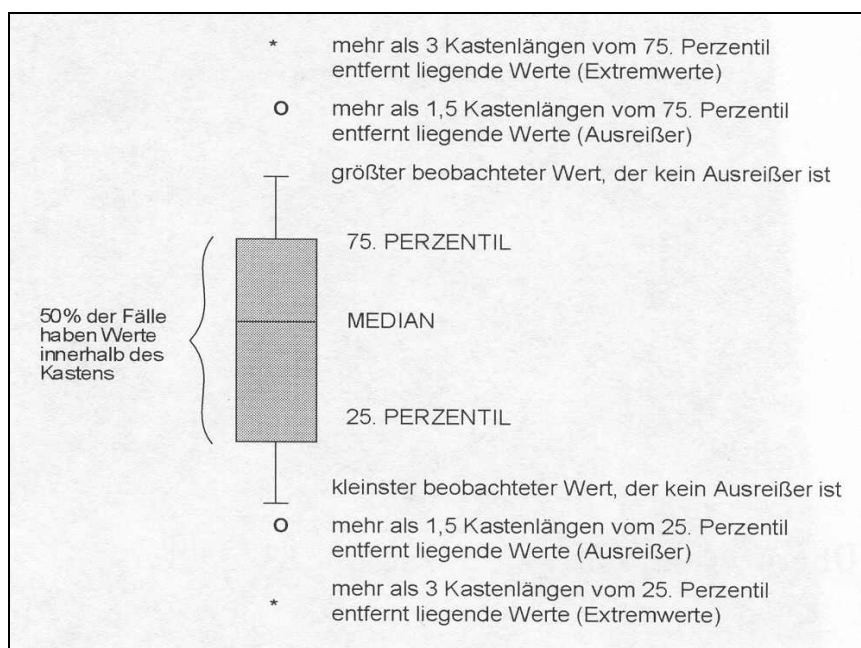 * mehr als 3 Kastenlängen vom 75. Perzentil
entfernt liegende Werte (Extremwerte)
O mehr als 1,5 Kastenlängen vom 75. Perzentil
entfernt liegende Werte (Ausreißer)
größter beobachteter Wert, der kein Ausreißer ist
75. PERZENTIL
50% der Fälle
haben Werte
innerhalb des
Kastens
MEDIAN
25. PERZENTIL
kleinster beobachteter Wert, der kein Ausreißer ist
O mehr als 1,5 Kastenlängen vom 25. Perzentil
entfernt liegende Werte (Ausreißer)
* mehr als 3 Kastenlängen vom 25. Perzentil
entfernt liegende Werte (Extremwerte)